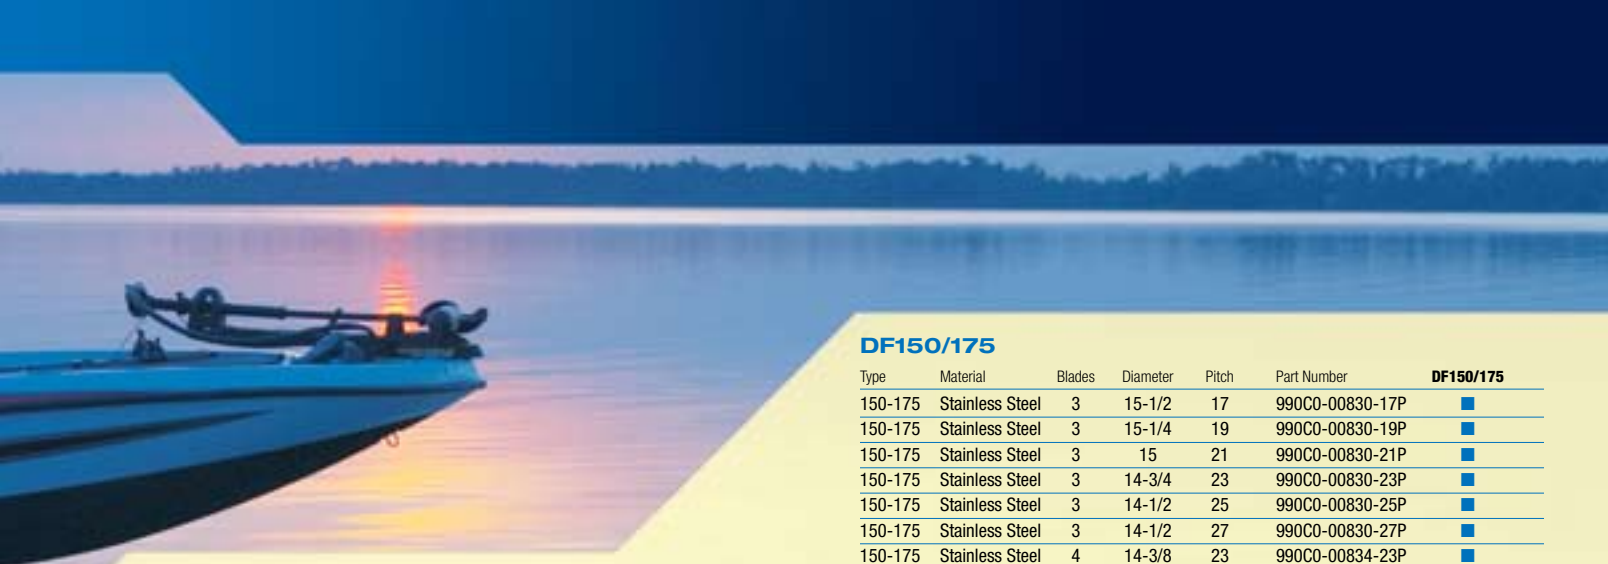 DF150/175
Type Material Blades Diameter Pitch Part Number DF150/175
150-175 Stainless Steel 3 15-1/2 17 990C0-00830-17P ■
150-175 Stainless Steel 3 15-1/4 19 990C0-00830-19P ■
150-175 Stainless Steel 3 15 21 990C0-00830-21P ■
150-175 Stainless Steel 3 14-3/4 23 990C0-00830-23P ■
150-175 Stainless Steel 3 14-1/2 25 990C0-00830-25P ■
150-175 Stainless Steel 3 14-1/2 27 990C0-00830-27P ■
150-175 Stainless Steel 4 14-3/8 23 990C0-00834-23P ■